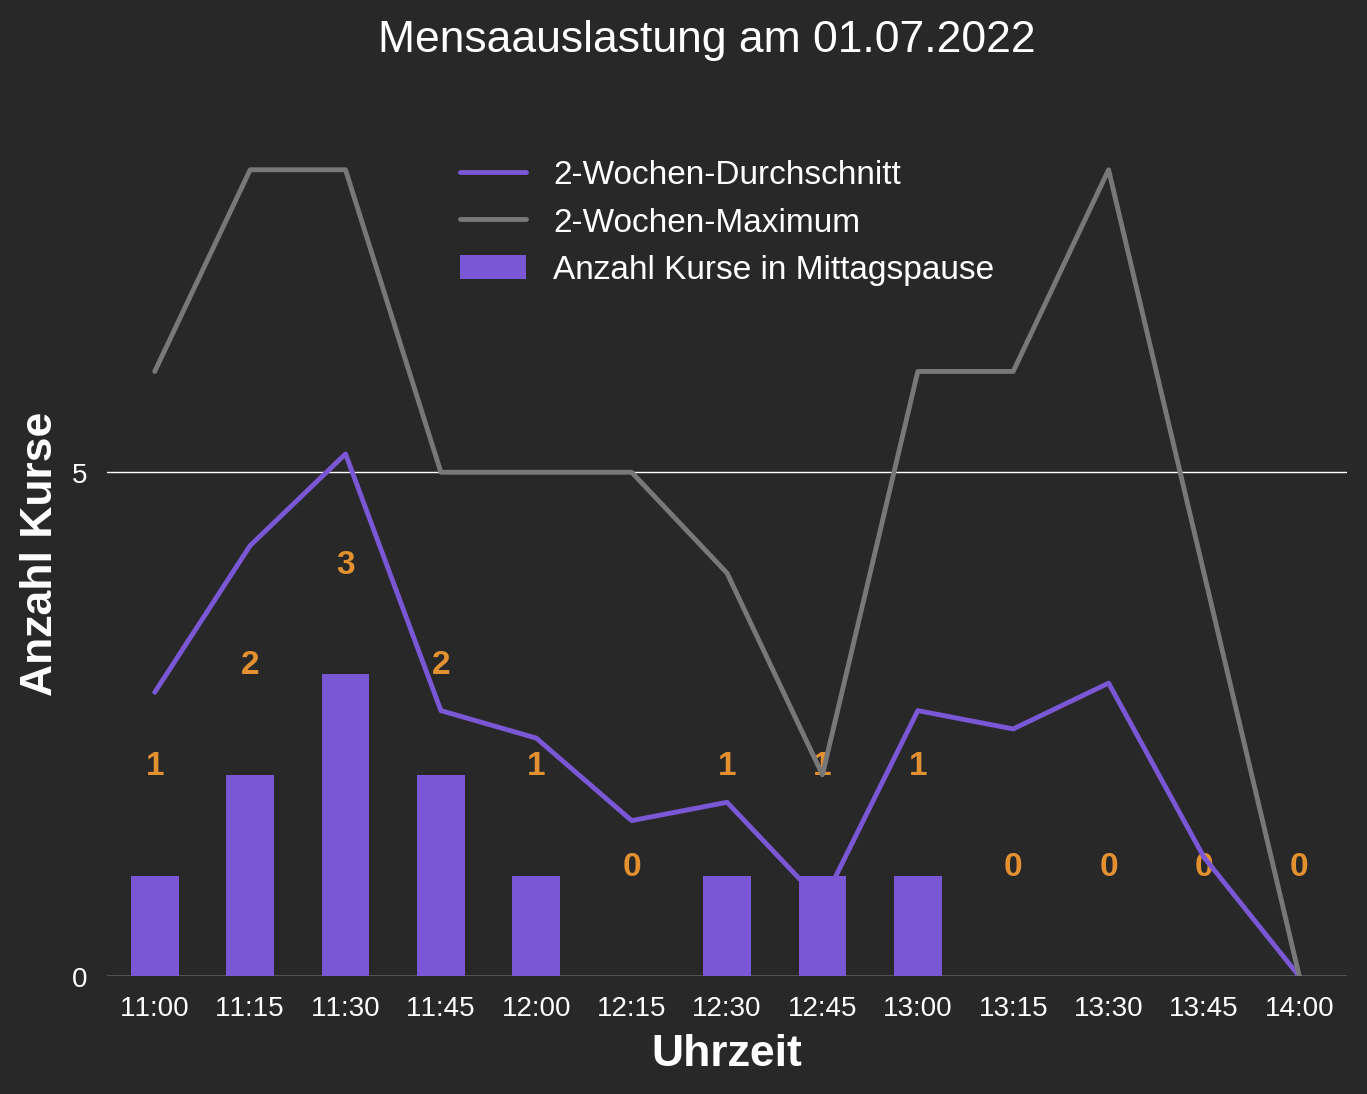 Mensaauslastung am 01.07.2022
2-Wochen-Durchschnitt
2-Wochen-Maximum
Anzahl Kurse in Mittagspause
Anzahl Kurse
5
0
1
2
3
2
1
0
1
1
1
0
0
0
0
11:00 11:15 11:30 11:45 12:00 12:15 12:30 12:45 13:00 13:15 13:30 13:45 14:00
Uhrzeit